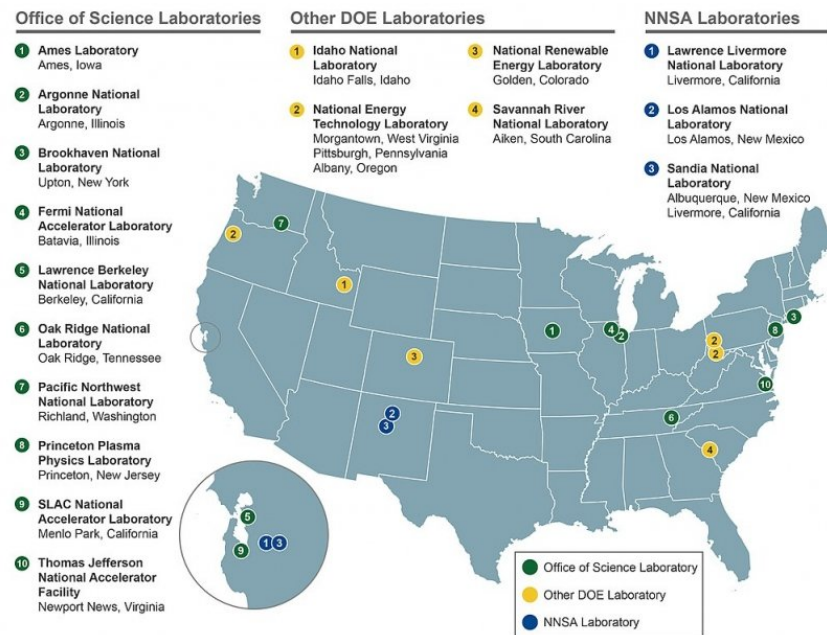 Office of Science Laboratories
1 Ames Laboratory
Ames, Iowa
2 Argonne National
Laboratory
Argonne, Illinois
3 Brookhaven National
Laboratory
Upton, New York
4 Fermi National
Accelerator Laboratory
Batavia, Illinois
5 Lawrence Berkeley
National Laboratory
Berkeley, California
6 Oak Ridge National
Laboratory
Oak Ridge, Tennessee
7 Pacific Northwest
National Laboratory
Richland, Washington
8 Princeton Plasma
Physics Laboratory
Princeton, New Jersey
9 SLAC National
Accelerator Laboratory
Menlo Park, California
10 Thomas Jefferson
National Accelerator
Facility
Newport News, Virginia
Other DOE Laboratories
1 Idaho National
Laboratory
Idaho Falls, Idaho
2 National Energy
Technology Laboratory
Morgantown, West Virginia
Pittsburgh, Pennsylvania
Albany, Oregon
3 National Renewable
Energy Laboratory
Golden, Colorado
4 Savannah River
National Laboratory
Aiken, South Carolina
NNSA Laboratories
1 Lawrence Livermore
National Laboratory
Livermore, California
2 Los Alamos National
Laboratory
Los Alamos, New Mexico
3 Sandia National
Laboratory
Albuquerque, New Mexico
Livermore, California
7
2
1
3
2
3
1
4 2
2
2
8
3
10
6
4
5
1 3
9
Office of Science Laboratory
Other DOE Laboratory
NNSA Laboratory